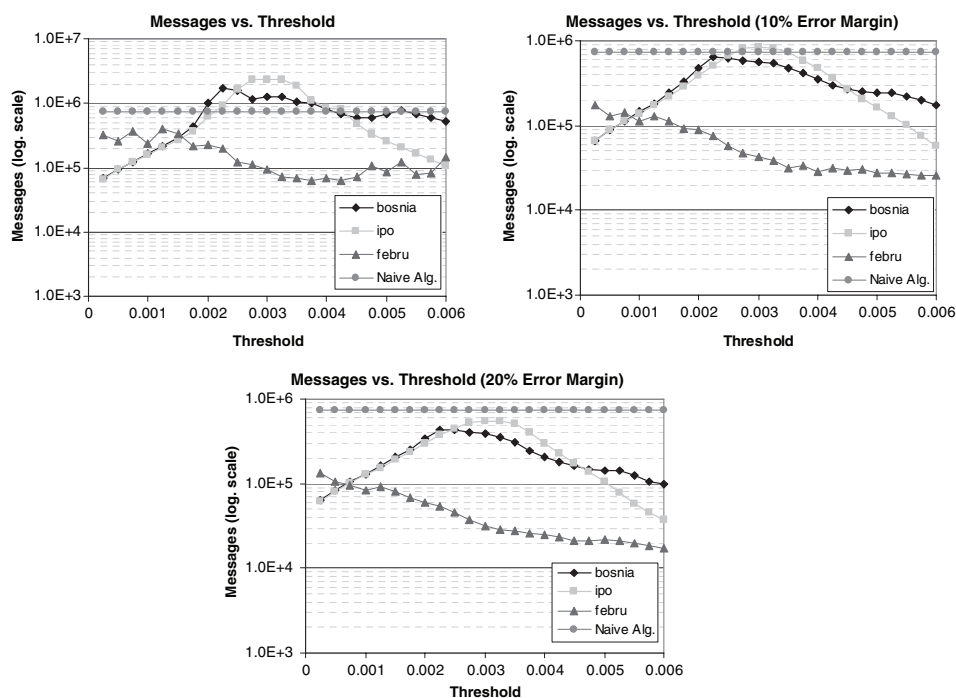 Messages vs. Threshold
Messages (log. scale)
1.0E+7
1.0E+6
1.0E+5
1.0E+4
1.0E+3
0 0.001 0.002 0.003 0.004 0.005 0.006
Threshold
bosnia
ipo
febru
Naive Alg.
Messages vs. Threshold (10% Error Margin)
Messages (log. scale)
1.0E+6
1.0E+5
1.0E+4
1.0E+3
0 0.001 0.002 0.003 0.004 0.005 0.006
Threshold
bosnia
ipo
febru
Naive Alg.
Messages vs. Threshold (20% Error Margin)
Messages (log. scale)
1.0E+6
1.0E+5
1.0E+4
1.0E+3
0 0.001 0.002 0.003 0.004 0.005 0.006
Threshold
bosnia
ipo
febru
Naive Alg.